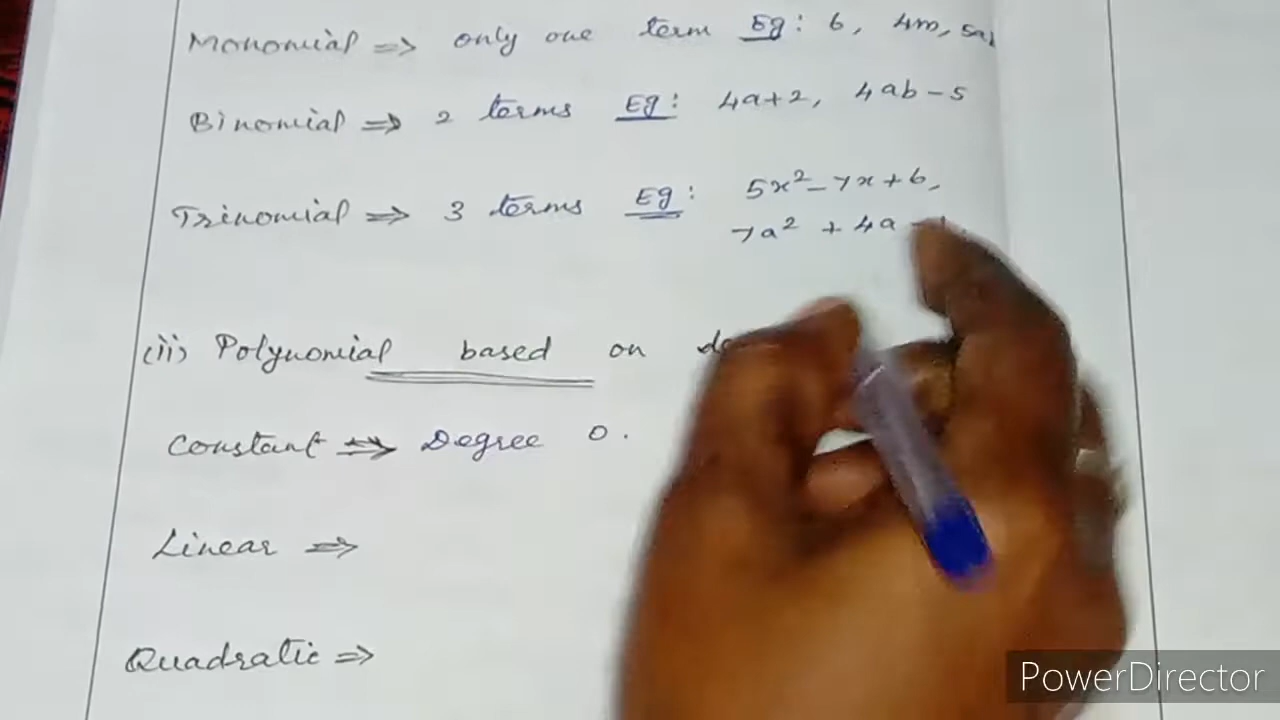 Monomial => only one term Eg: 6, 4m, 5a,
Binomial => 2 terms Eg: 4a+2, 4ab-5
Trinomial => 3 terms Eg: 5x²-7x+6,
7a² + 4a
(ii) Polynomial based on
Constant => Degree 0.
Linear =>
Quadratic =>
PowerDirector